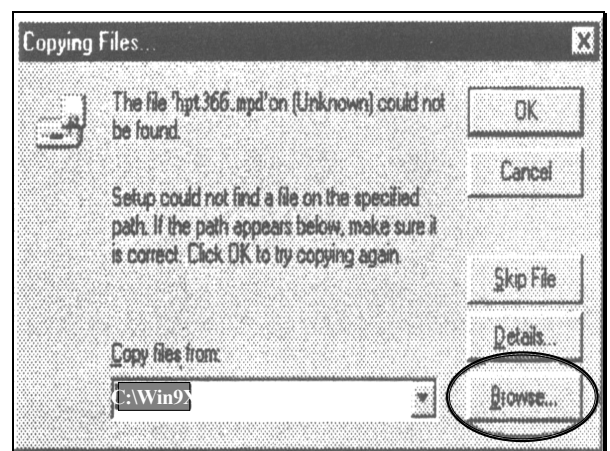 Copying Files...
The file 'hpt366.mpd'on (Unknown) could not
be found.
OK
Cancel
Setup could not find a file on the specified
path. If the path appears below, make sure it
is correct. Click OK to try copying again.
Skip File
Details...
Copy files from:
C:\Win9X
Browse...